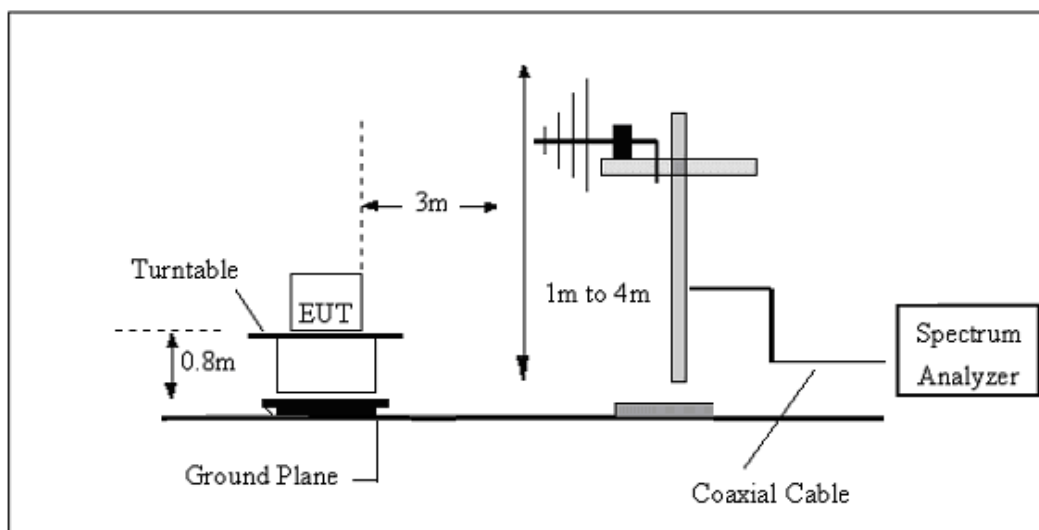 3m
Turntable
EUT
1m to 4m
0.8m
Spectrum
Analyzer
Ground Plane
Coaxial Cable